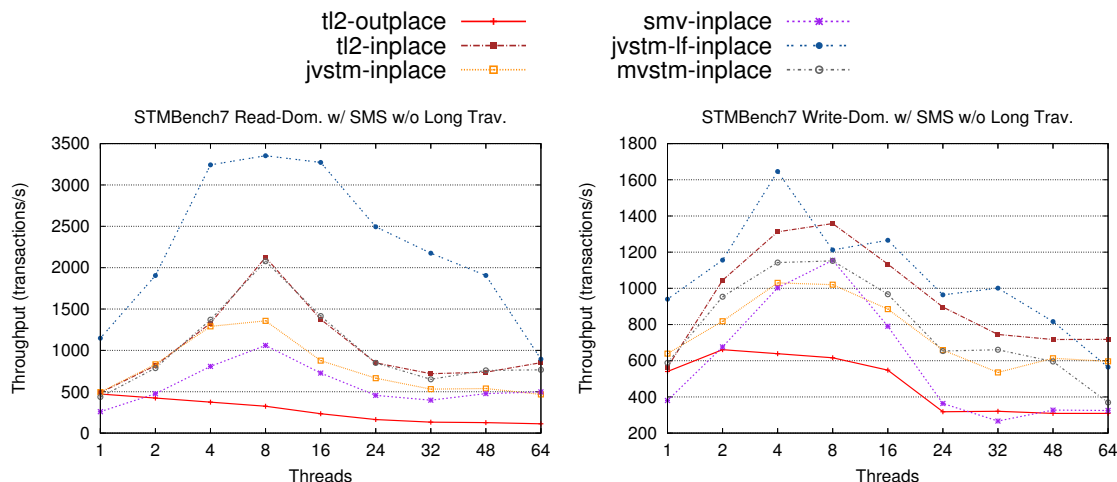 tl2-outplace
tl2-inplace
jvstm-inplace
smv-inplace
jvstm-lf-inplace
mvstm-inplace
STMBench7 Read-Dom. w/ SMS w/o Long Trav.
Throughput (transactions/s)
3500
3000
2500
2000
1500
1000
500
0
1 2 4 8 16 24 32 48 64
Threads
STMBench7 Write-Dom. w/ SMS w/o Long Trav.
Throughput (transactions/s)
1800
1600
1400
1200
1000
800
600
400
200
1 2 4 8 16 24 32 48 64
Threads